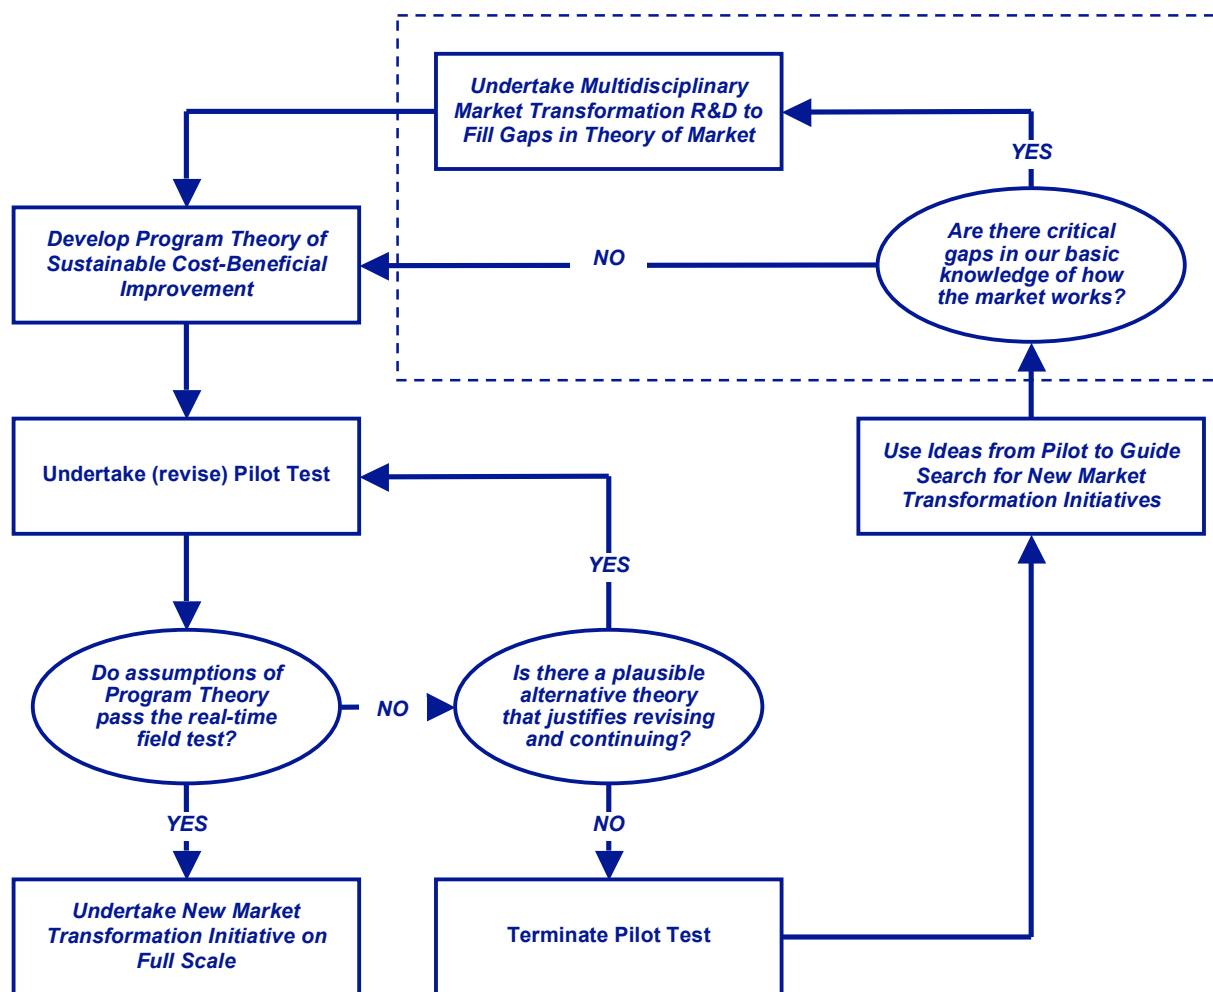 Undertake Multidisciplinary
Market Transformation R&D to
Fill Gaps in Theory of Market
YES
Develop Program Theory of
Sustainable Cost-Beneficial
Improvement
NO
Are there critical
gaps in our basic
knowledge of how
the market works?
Undertake (revise) Pilot Test
Use Ideas from Pilot to Guide
Search for New Market
Transformation Initiatives
YES
Do assumptions of
Program Theory
pass the real-time
field test?
NO
Is there a plausible
alternative theory
that justifies revising
and continuing?
YES
NO
Undertake New Market
Transformation Initiative on
Full Scale
Terminate Pilot Test